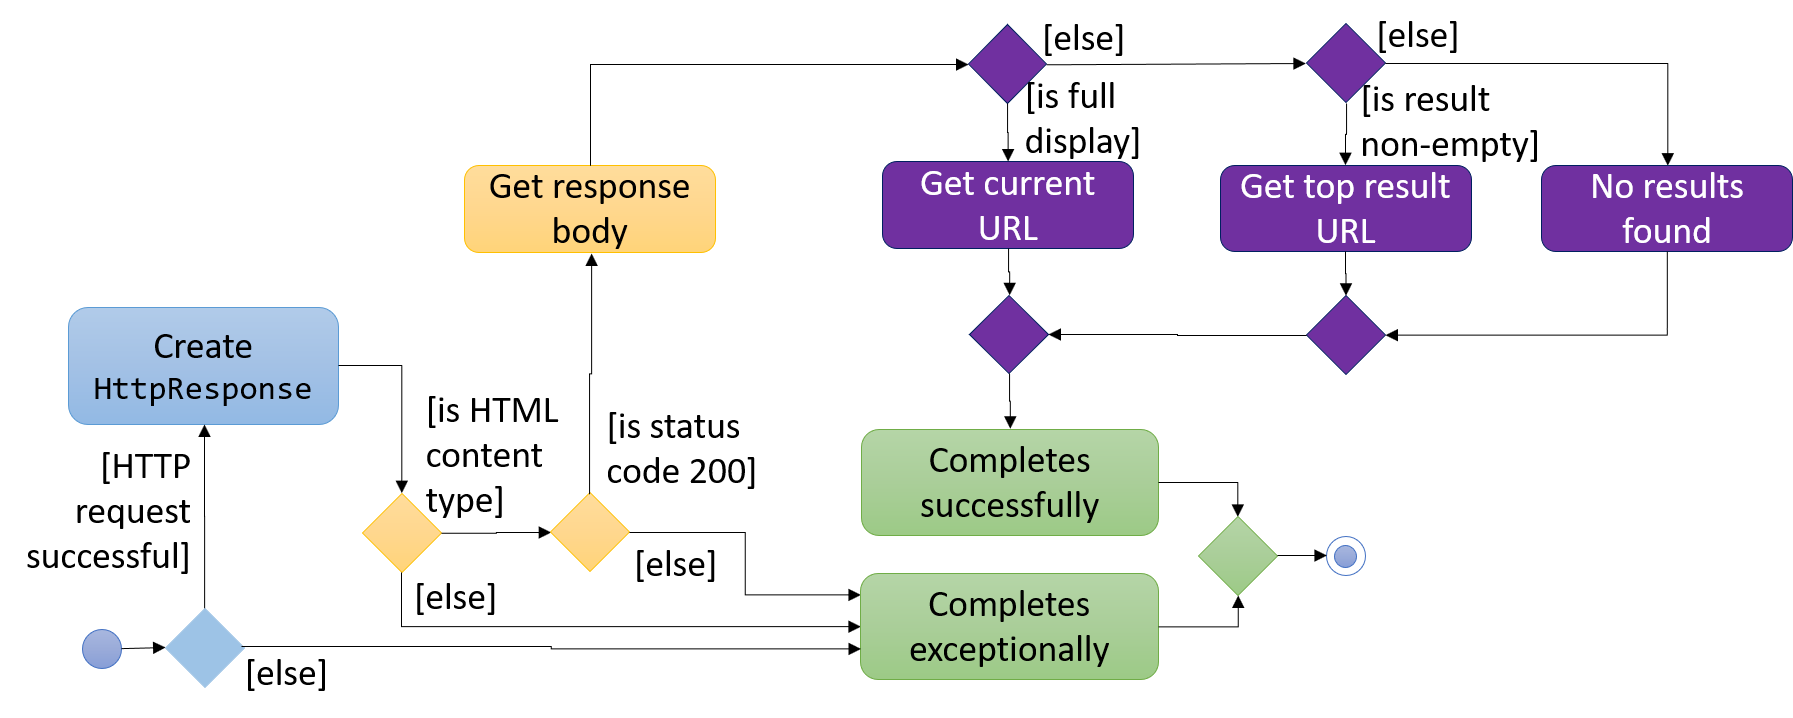 [else]
[else]
[is full
display]
[is result
non-empty]
Get response
body
Get current
URL
Get top result
URL
No results
found
Create
HttpResponse
[is HTML
content
type]
[is status
code 200]
[HTTP
request
successful]
Completes
successfully
[else]
[else]
Completes
exceptionally
[else]